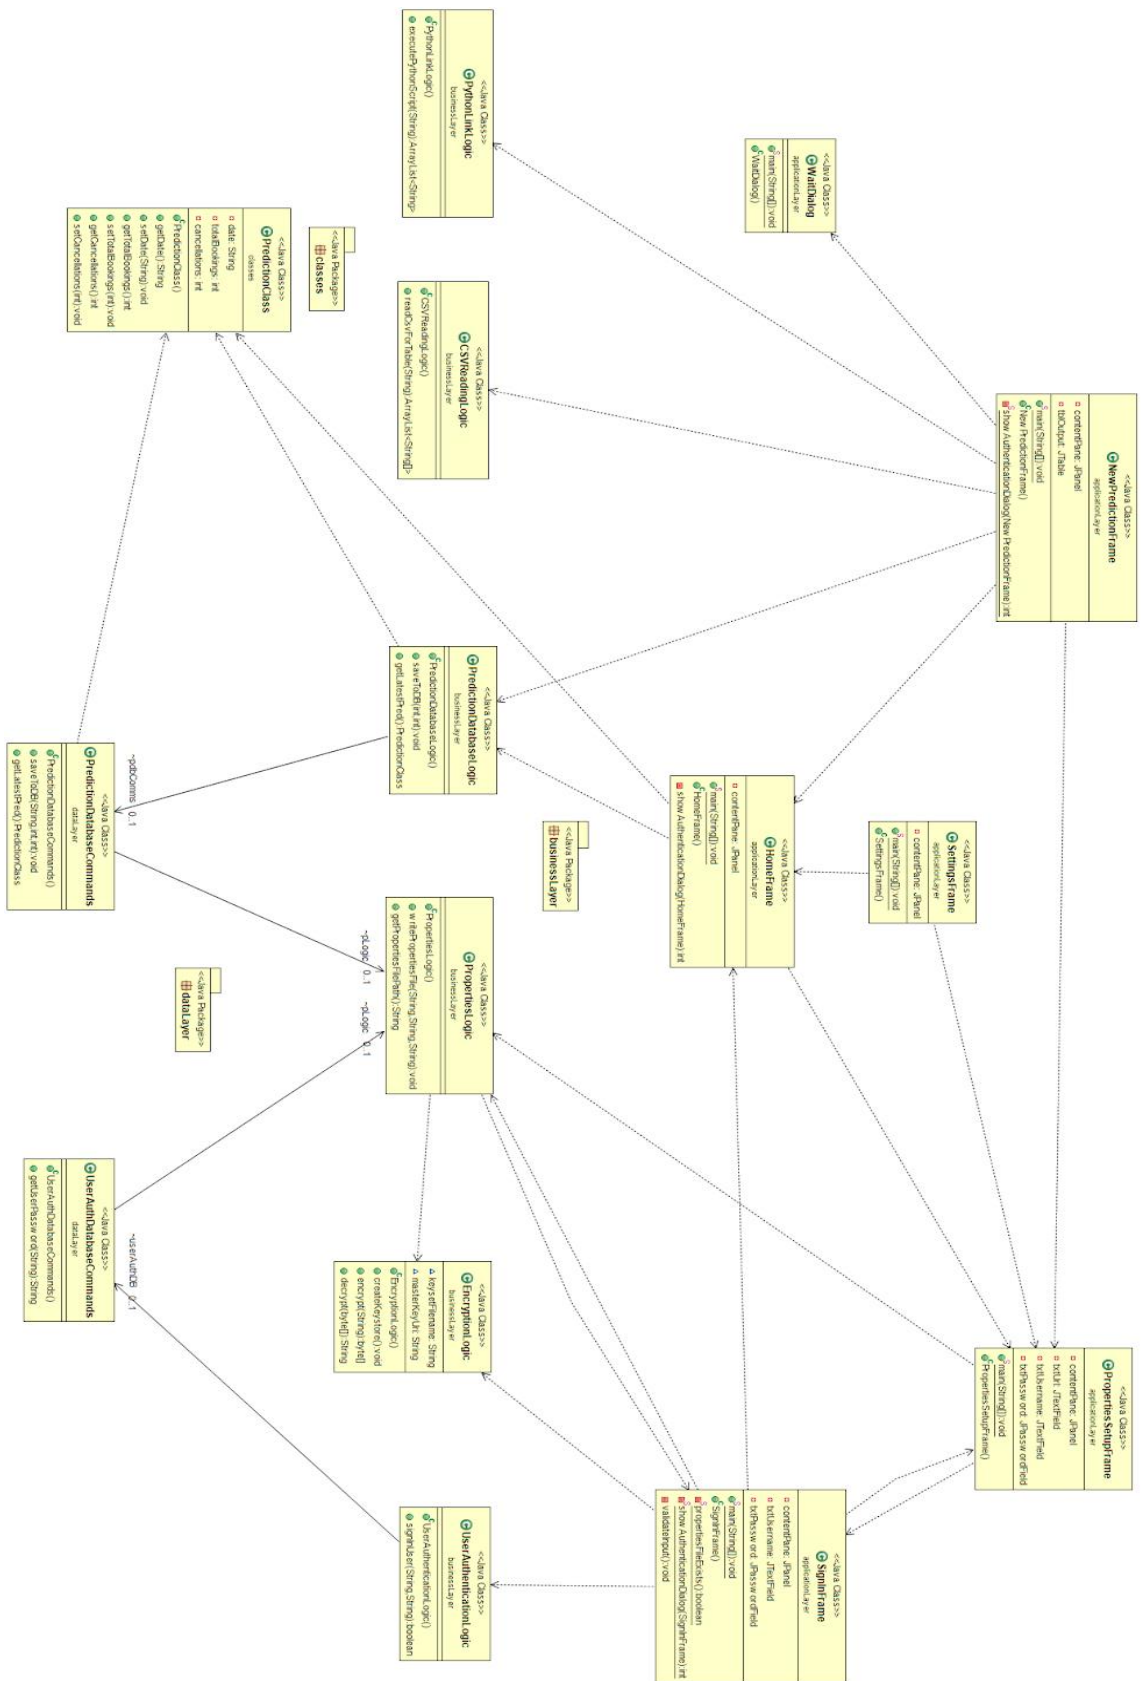 <<Java Class>>
NewPredictionFrame
applicationLayer
contentPane: JPanel
tblOutput: JTable
main(String[]):void
NewPredictionFrame()
showAuthenticationDialog(NewPredictionFrame):int
<<Java Class>>
PropertiesSetupFrame
applicationLayer
contentPane: JPanel
txtUrl: JTextField
txtUsername: JTextField
txtPassword: JPasswordField
main(String[]):void
PropertiesSetupFrame()
<<Java Class>>
WaitDialog
applicationLayer
main(String[]):void
WaitDialog()
<<Java Class>>
SettingsFrame
applicationLayer
contentPane: JPanel
main(String[]):void
SettingsFrame()
<<Java Class>>
SignInFrame
applicationLayer
contentPane: JPanel
txtUsername: JTextField
txtPassword: JPasswordField
main(String[]):void
SignInFrame()
propertiesFileExists():boolean
showAuthenticationDialog(SignInFrame):int
validateInput():void
<<Java Class>>
HomeFrame
applicationLayer
contentPane: JPanel
main(String[]):void
HomeFrame()
showAuthenticationDialog(HomeFrame):int
<<Java Package>>
businessLayer
<<Java Class>>
PythonLinkLogic
businessLayer
PythonLinkLogic()
executePythonScript(String):ArrayList<String>
<<Java Class>>
CSVReadingLogic
businessLayer
CSVReadingLogic()
readCsvForTable(String):ArrayList<String[]>
<<Java Class>>
PredictionDatabaseLogic
businessLayer
PredictionDatabaseLogic()
saveToDB(int,int):void
getLatestPred():PredictionClass
<<Java Class>>
PropertiesLogic
businessLayer
PropertiesLogic()
writePropertiesFile(String,String,String):void
getPropertiesFilePath():String
~pLogic 0..1
~pLogic 0..1
<<Java Class>>
EncryptionLogic
businessLayer
keysetFilename: String
masterKeyUri: String
EncryptionLogic()
createKeystore():void
encrypt(String):byte[]
decrypt(byte[]):String
<<Java Class>>
UserAuthenticationLogic
businessLayer
UserAuthenticationLogic()
signInUser(String,String):boolean
<<Java Package>>
classes
<<Java Class>>
PredictionClass
classes
date: String
totalBookings: int
cancellations: int
PredictionClass()
getDate():String
setDate(String):void
getTotalBookings():int
setTotalBookings(int):void
getCancellations():int
setCancellations(int):void
<<Java Package>>
dataLayer
~pdbComms 0..1
<<Java Class>>
PredictionDatabaseCommands
dataLayer
PredictionDatabaseCommands()
saveToDB(String,int,int):void
getLatestPred():PredictionClass
~userAuthDB 0..1
<<Java Class>>
UserAuthDatabaseCommands
dataLayer
UserAuthDatabaseCommands()
getUserPassword(String):String